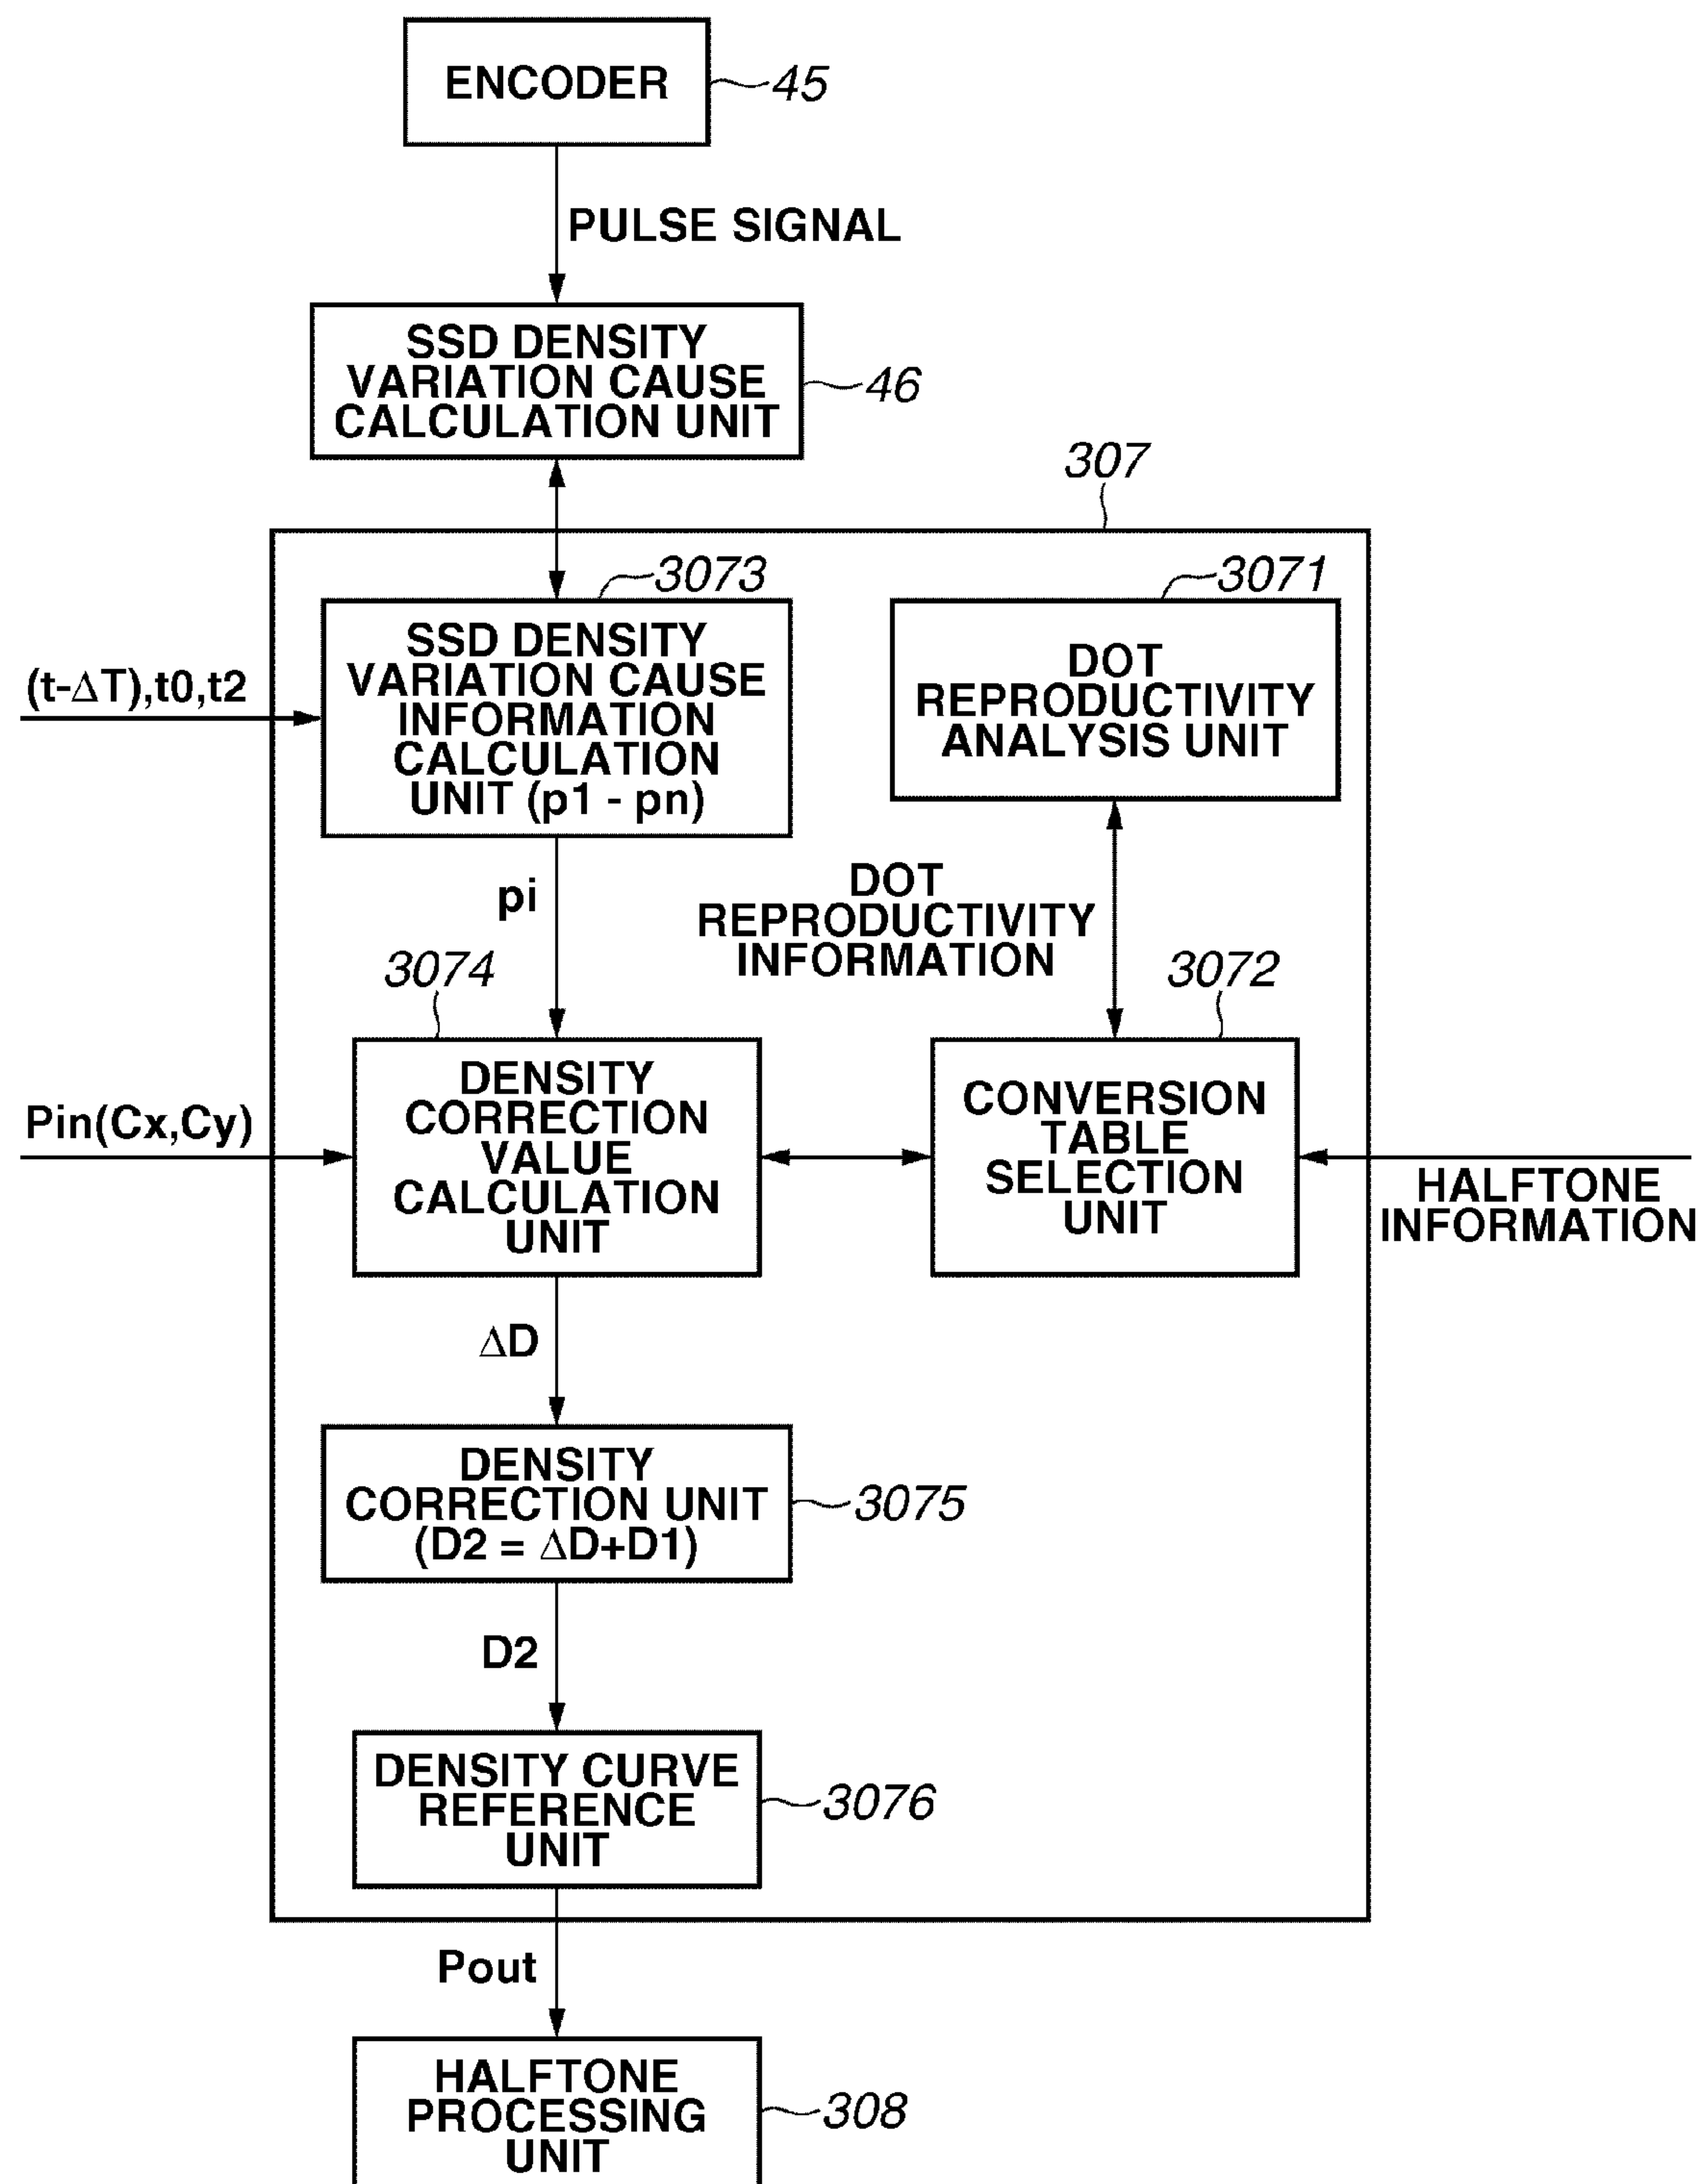 ENCODER
45
PULSE SIGNAL
SSD DENSITY
VARIATION CAUSE
CALCULATION UNIT
46
307
3073
3071
SSD DENSITY
VARIATION CAUSE
INFORMATION
CALCULATION
UNIT (p1 - pn)
(t-ΔT),t0,t2
DOT
REPRODUCTIVITY
ANALYSIS UNIT
pi
DOT
REPRODUCTIVITY
INFORMATION
3074
3072
Pin(Cx,Cy)
DENSITY
CORRECTION
VALUE
CALCULATION
UNIT
CONVERSION
TABLE
SELECTION
UNIT
HALFTONE
INFORMATION
ΔD
DENSITY
CORRECTION UNIT
(D2 = ΔD+D1)
3075
D2
DENSITY CURVE
REFERENCE
UNIT
3076
Pout
HALFTONE
PROCESSING
UNIT
308